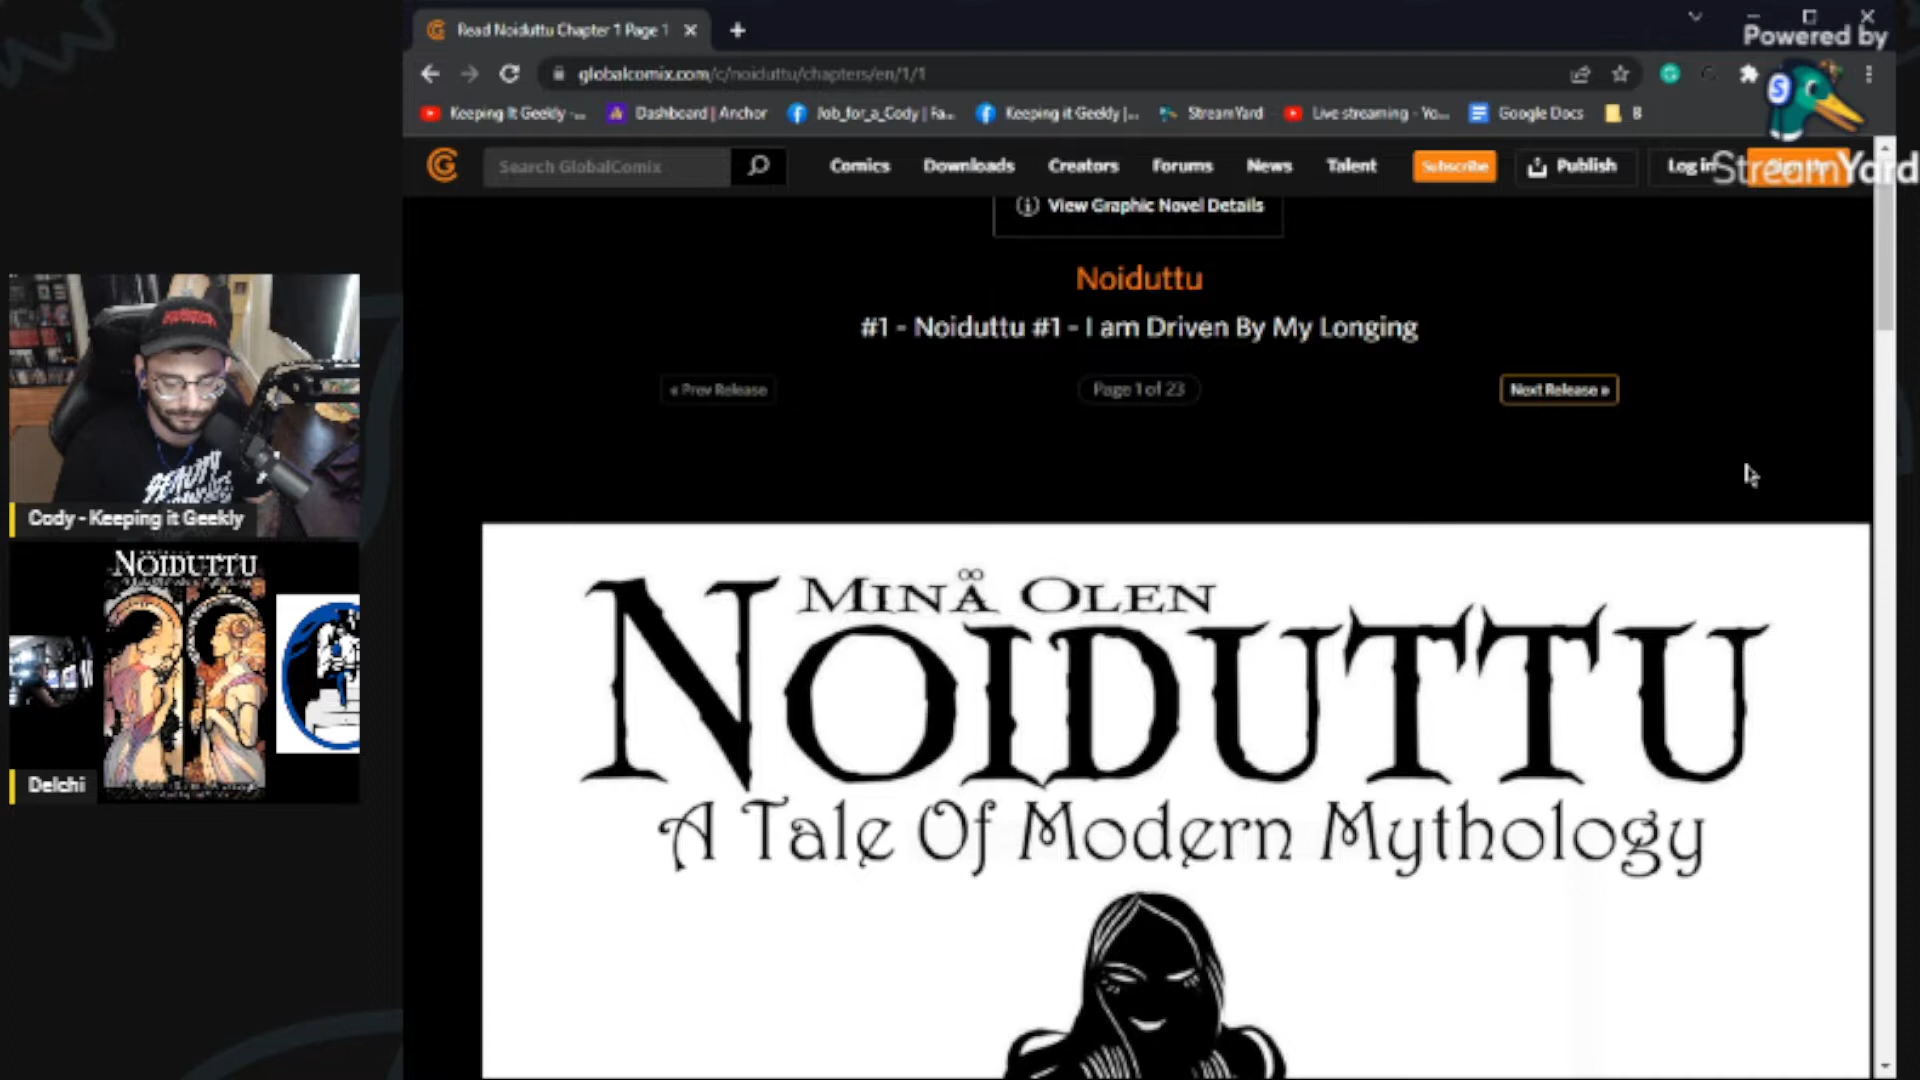 Read Noiduttu Chapter 1 Page 1
Powered by
globalcomix.com/c/noiduttu/chapters/en/1/1
Keeping It Geekly -... Dashboard | Anchor Job_for_a_Cody | Fa... Keeping it Geekly |... StreamYard Live streaming - Yo... Google Docs B
Search GlobalComix Comics Downloads Creators Forums News Talent Subscribe Publish Log in
StreamYard
View Graphic Novel Details
Noiduttu
#1 - Noiduttu #1 - I am Driven By My Longing
« Prev Release Page 1 of 23 Next Release »
Cody - Keeping it Geekly
NOIDUTTU
Delchi
MINÄ OLEN
NOIDUTTU
A Tale Of Modern Mythology